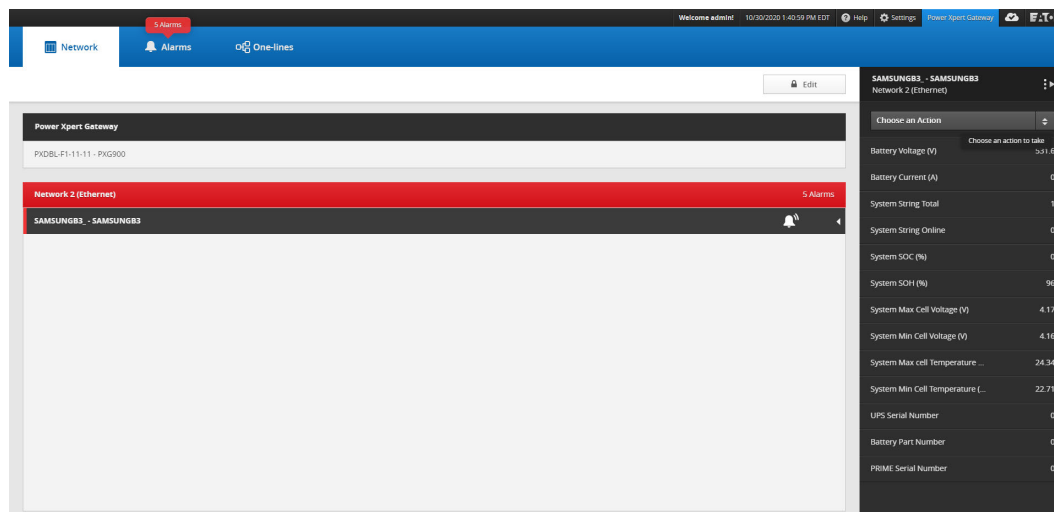 Welcome admin! 10/30/2020 1:40:59 PM EDT Help Settings Power Xpert Gateway
5 Alarms
Network Alarms One-lines
Edit
SAMSUNGB3_ - SAMSUNGB3
Network 2 (Ethernet)
Choose an Action
Choose an action to take
Power Xpert Gateway
PXDBL-F1-11-11 - PXG900
Network 2 (Ethernet) 5 Alarms
SAMSUNGB3_ - SAMSUNGB3
Battery Voltage (V) 531.6
Battery Current (A) 0
System String Total 1
System String Online 0
System SOC (%) 0
System SOH (%) 96
System Max Cell Voltage (V) 4.17
System Min Cell Voltage (V) 4.16
System Max cell Temperature ... 24.34
System Min Cell Temperature (... 22.71
UPS Serial Number 0
Battery Part Number 0
PRIME Serial Number 0